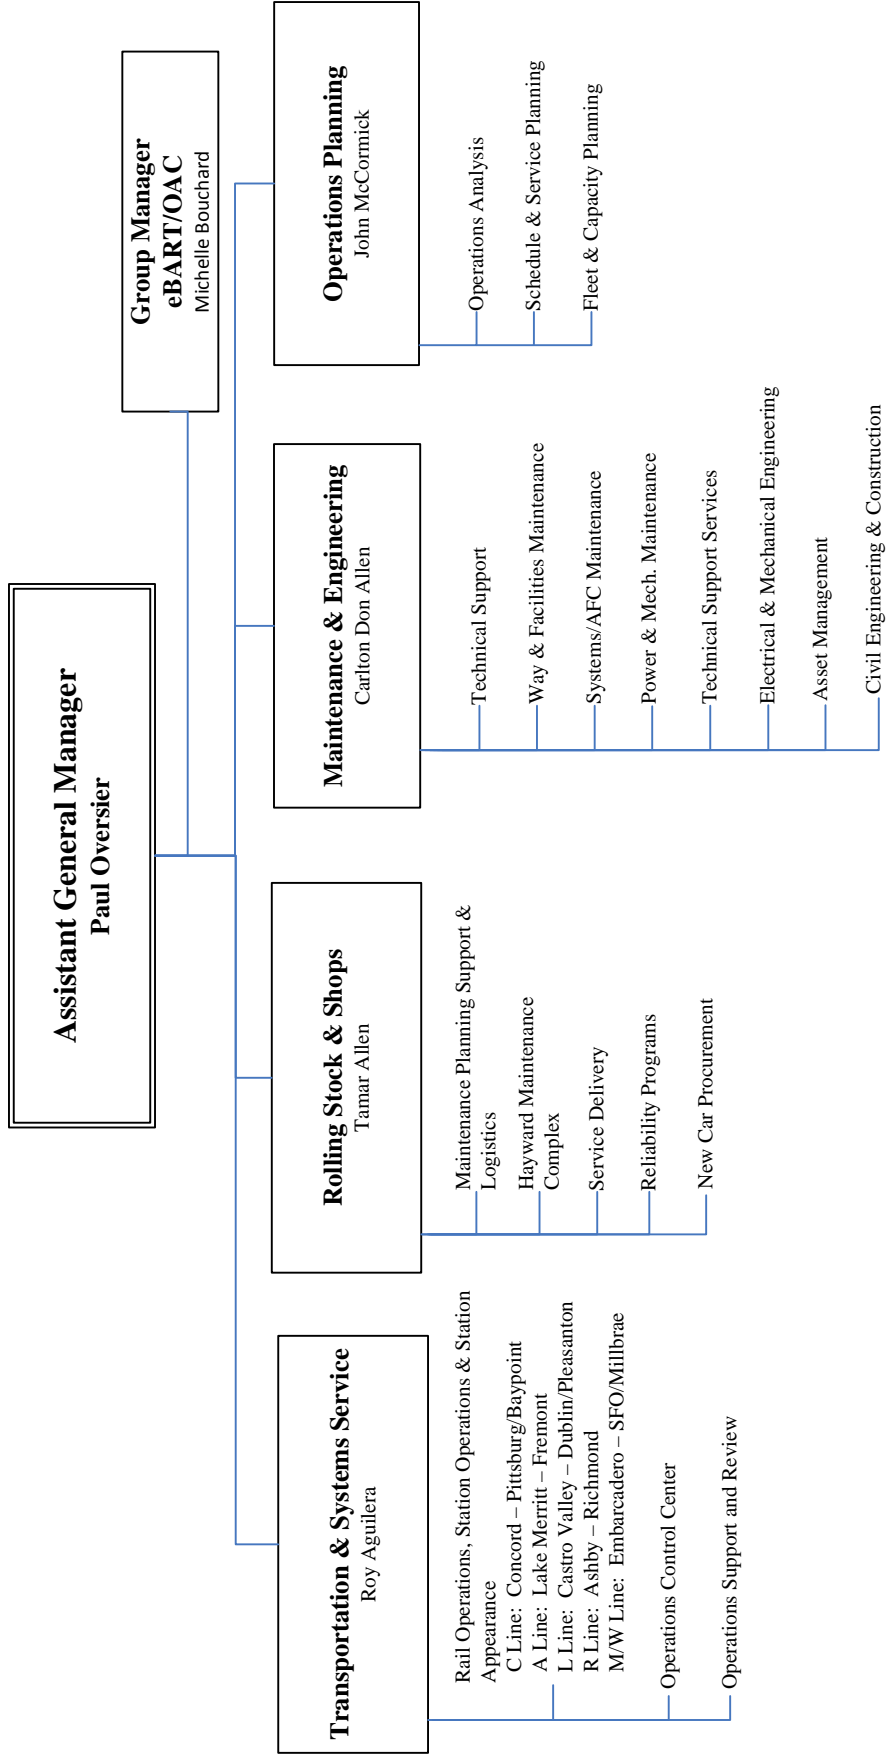 Assistant General Manager
Paul Oversier
Group Manager
eBART/OAC
Michelle Bouchard
Transportation & Systems Service
Roy Aguilera
Rail Operations, Station Operations & Station
Appearance
C Line:  Concord – Pittsburg/Baypoint
A Line:  Lake Merritt – Fremont
L Line:  Castro Valley – Dublin/Pleasanton
R Line:  Ashby – Richmond
M/W Line:  Embarcadero – SFO/Millbrae
Operations Control Center
Operations Support and Review
Rolling Stock & Shops
Tamar Allen
Maintenance Planning Support &
Logistics
Hayward Maintenance
Complex
Service Delivery
Reliability Programs
New Car Procurement
Maintenance & Engineering
Carlton Don Allen
Technical Support
Way & Facilities Maintenance
Systems/AFC Maintenance
Power & Mech. Maintenance
Technical Support Services
Electrical & Mechanical Engineering
Asset Management
Civil Engineering & Construction
Operations Planning
John McCormick
Operations Analysis
Schedule & Service Planning
Fleet & Capacity Planning